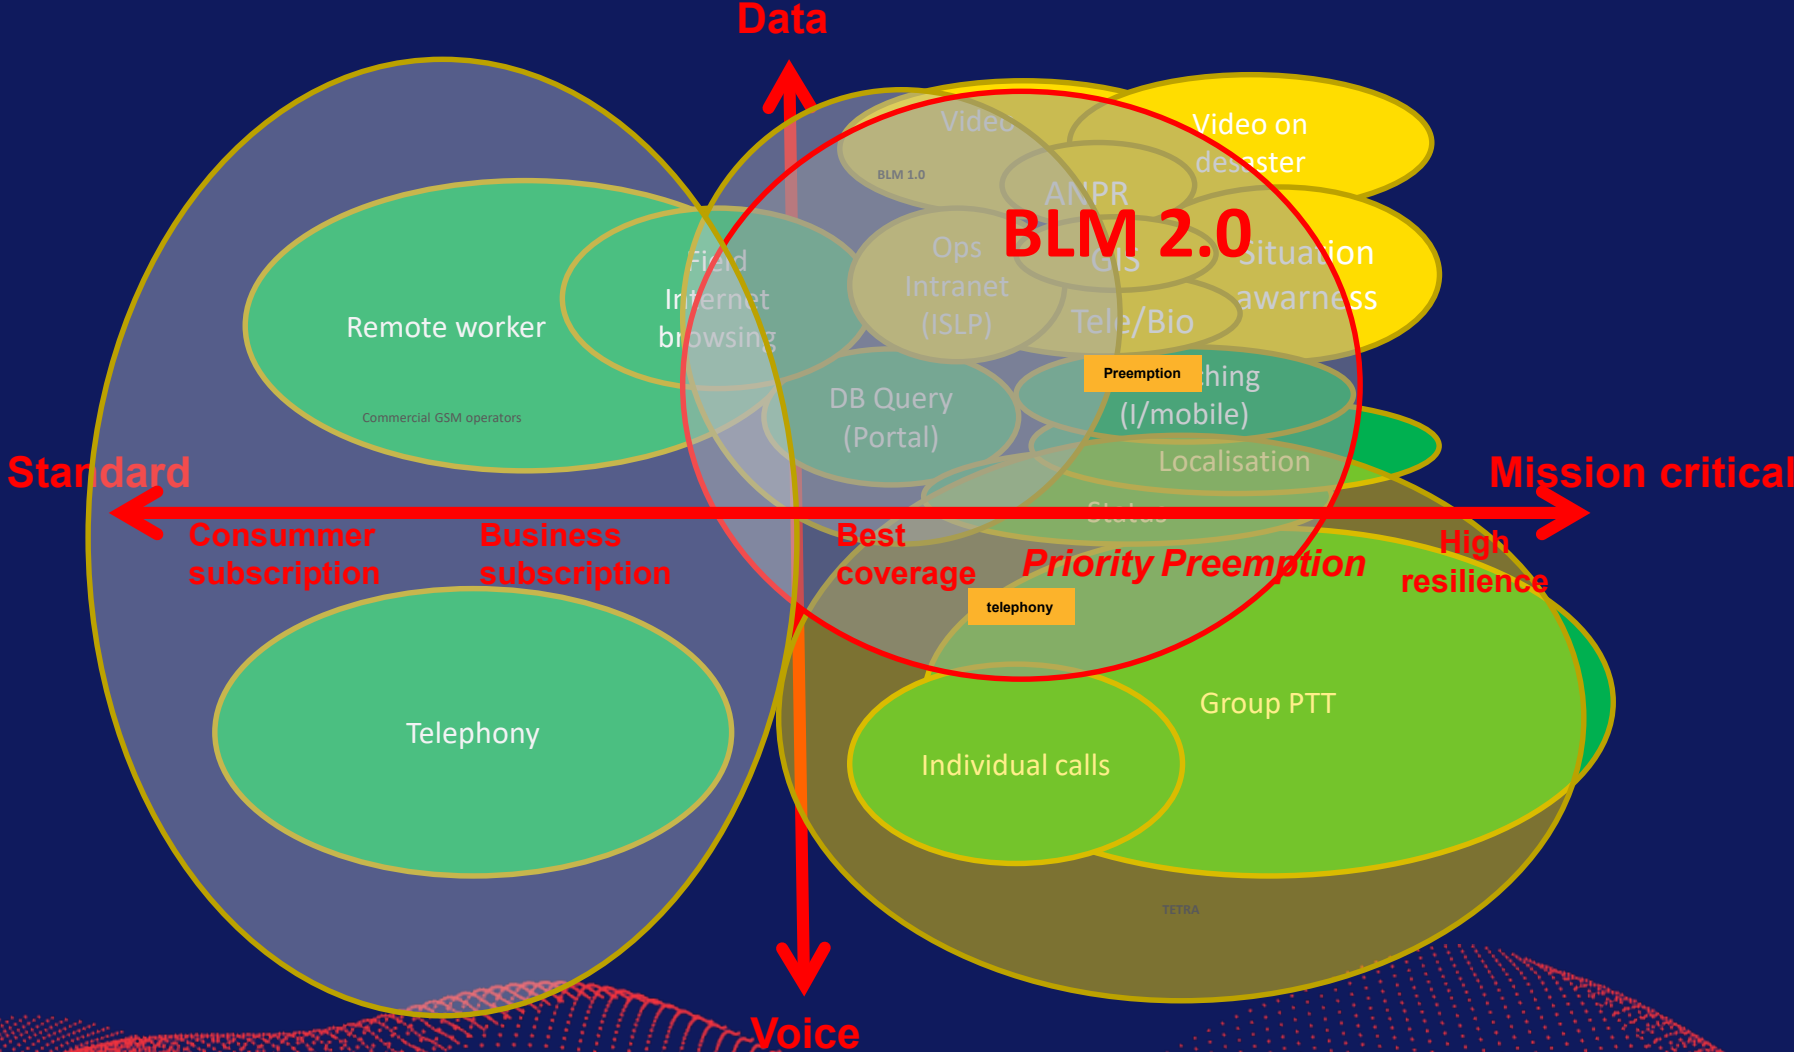 Data
Video
Video on
desaster
BLM 1.0
ANPR
BLM 2.0
Field
Internet
browsing
Ops
Intranet
(ISLP)
GIS
Situation
awarness
Remote worker
Tele/Bio
Preemption
ching
(I/mobile)
DB Query
(Portal)
Commercial GSM operators
Localisation
Standard
Mission critical
Status
Consummer
subscription
Business
subscription
Best
coverage
Priority Preemption
High
resilience
telephony
Group PTT
Telephony
Individual calls
TETRA
Voice